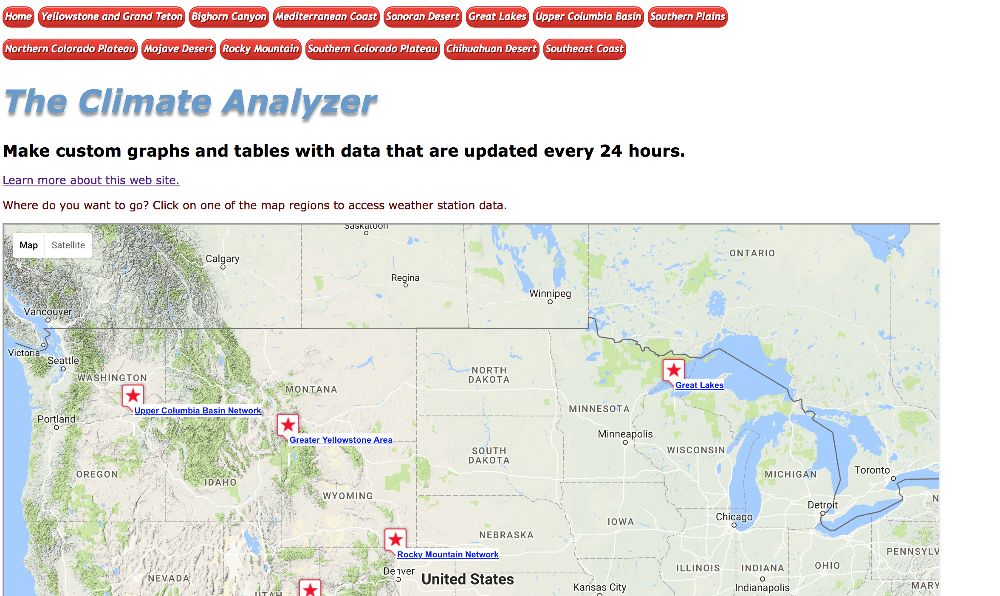 Home Yellowstone and Grand Teton Bighorn Canyon Mediterranean Coast Sonoran Desert Great Lakes Upper Columbia Basin Southern Plains
Northern Colorado Plateau Mojave Desert Rocky Mountain Southern Colorado Plateau Chihuahuan Desert Southeast Coast
The Climate Analyzer
Make custom graphs and tables with data that are updated every 24 hours.
Learn more about this web site.
Where do you want to go? Click on one of the map regions to access weather station data.
Saskatoon
Map Satellite
ONTARIO
Calgary
Regina
Winnipeg
Vancouver
Victoria
Seattle
NORTH
DAKOTA
WASHINGTON
MONTANA
Great Lakes
Upper Columbia Basin Network
MINNESOTA
Portland
Minneapolis
Greater Yellowstone Area
WISCONSIN
SOUTH
DAKOTA
Toronto
OREGON
MICHIGAN
IDAHO
WYOMING
N
Detroit
Chicago
IOWA
NEBRASKA
PENNSYLV
Rocky Mountain Network
OHIO
ILLINOIS
INDIANA
Denver
NEVADA
United States
MARY
Kansas City
Indianapolis
UTAH